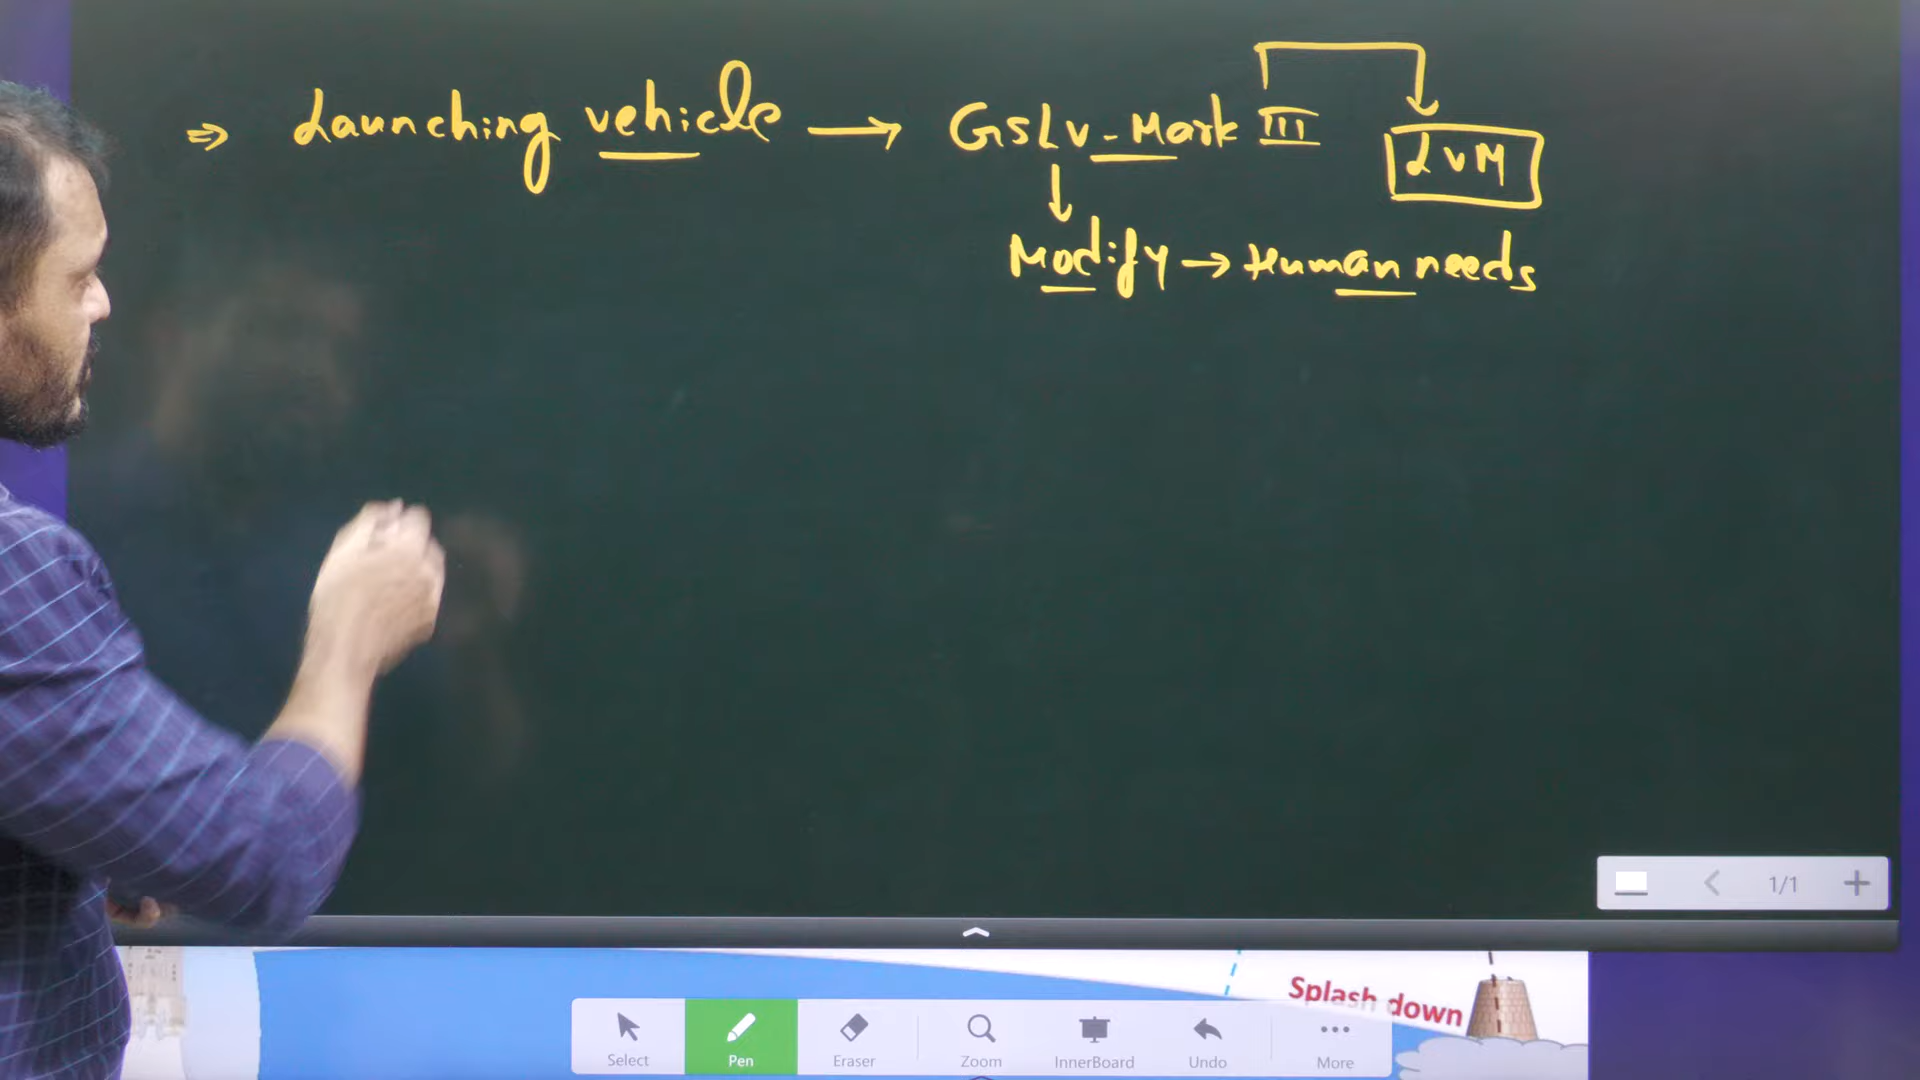 ⇒ Launching vehicle → GSLV-Mark III
LVM
Modify → Human needs
1/1
Splash down
Select Pen Eraser Zoom InnerBoard Undo More